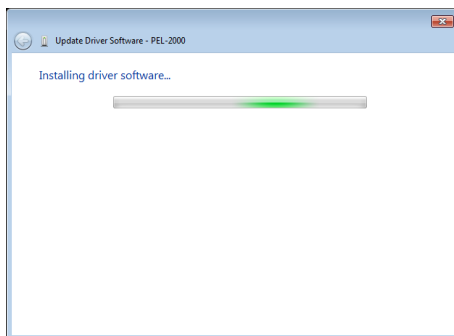 Update Driver Software - PEL-2000
Installing driver software...